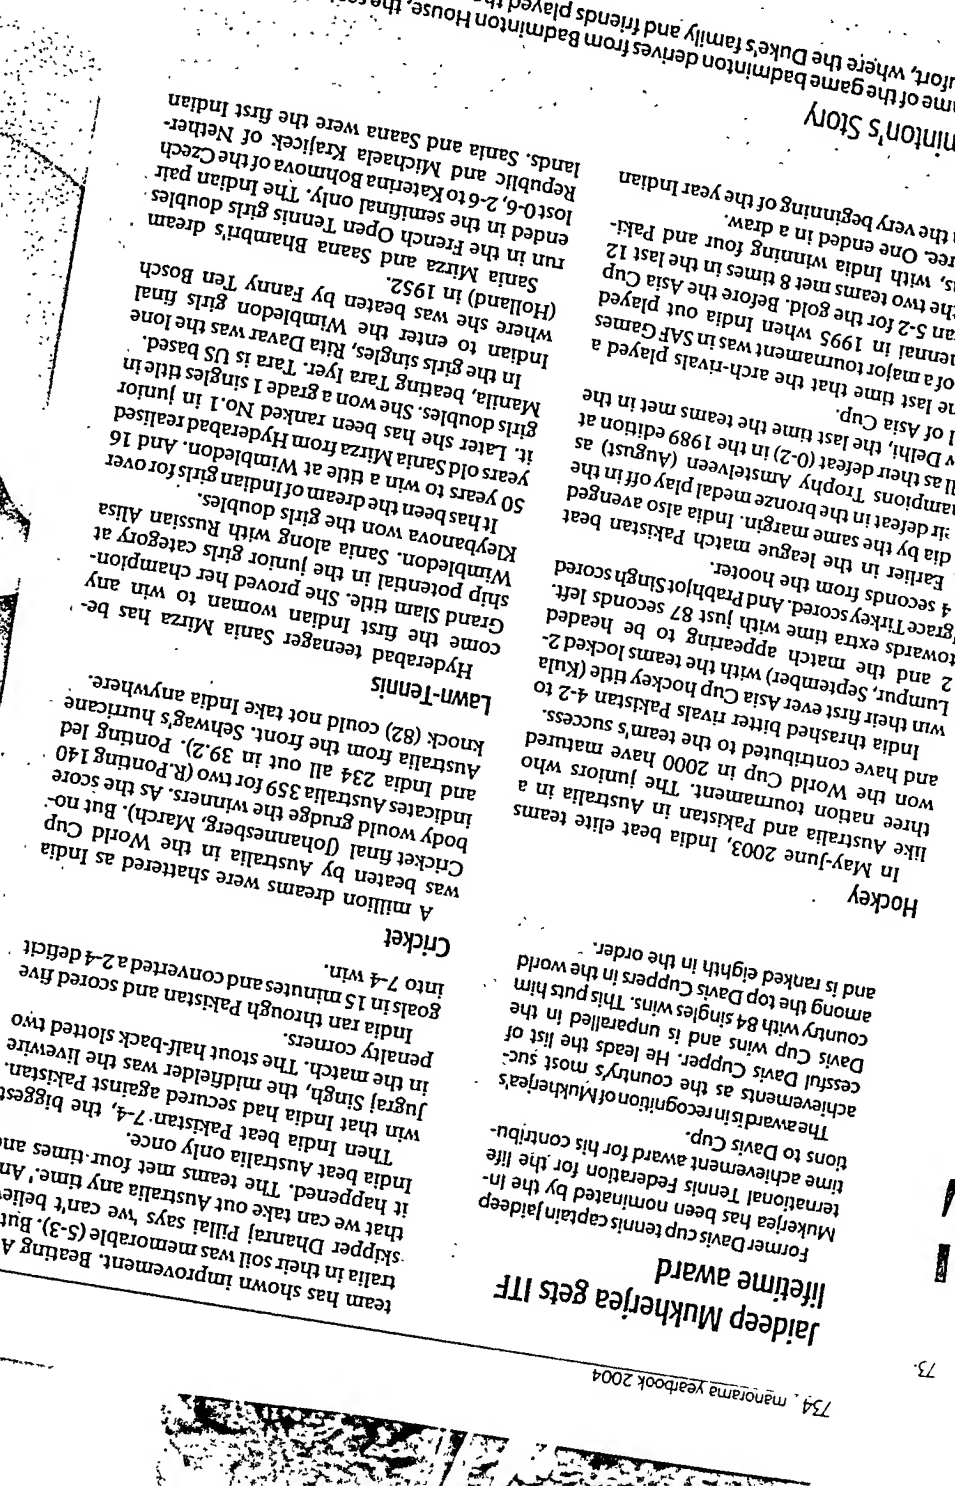 734 manorama yearbook 2004
73.
Jaideep Mukherjea gets ITF
lifetime award
Former Davis cup tennis captain Jaideep
Mukerjea has been nominated by the In-
ternational Tennis Federation for the life
time achievement award for his contribu-
tions to Davis Cup.
The award is in recognition of Mukherjea's
achievements as the country's most suc-
cessful Davis Cupper. He leads the list of
Davis Cup wins and is unparalled in the
country with 84 singles wins. This puts him
among the top Davis Cuppers in the world
and is ranked eighth in the order.
Hockey
In May-June 2003, India beat elite teams
like Australia and Pakistan in Australia in a
three nation tournament. The juniors who
won the World Cup in 2000 have matured
and have contributed to the team's success.
India thrashed bitter rivals Pakistan 4-2 to
win their first ever Asia Cup hockey title (Kula
Lumpur, September) with the teams locked 2-
2 and the match appearing to be headed
towards extra time with just 87 seconds left.
Tirkey scored. And Prabhjot Singh scored
4 seconds from the hooter.
Earlier in the league match Pakistan beat
dia by the same margin. India also avenged
eir defeat in the bronze medal play off in the
ampions Trophy Amstelveen (August) as
ll as their defeat (0-2) in the 1989 edition at
Delhi, the last time the teams met in the
l of Asia Cup.
he last time that the arch-rivals played a
of a major tournament was in SAF Games
ennai in 1995 when India out played
an 5-2 for the gold. Before the Asia Cup
the two teams met 8 times in the last 12
s, with India winning four and Paki-
ree. One ended in a draw.
the very beginning of the year Indian
team has shown improvement. Beating A
tralia in their soil was memorable (5-3). But
skipper Dhanraj Pillai says 'we can't believ
that we can take out Australia any time.' An
it happened. The teams met four times an
India beat Australia only once.
Then India beat Pakistan 7-4, the biggest
win that India had secured against Pakistan.
Jugraj Singh, the midfielder was the livewire
in the match. The stout half-back slotted two
penalty corners.
India ran through Pakistan and scored five
goals in 15 minutes and converted a 2-4 deficit
into 7-4 win.
Cricket
A million dreams were shattered as India
was beaten by Australia in the World Cup
Cricket final (Johannesberg, March). But no-
body would grudge the winners. As the score
indicates Australia 359 for two (R.Ponting 140
and India 234 all out in 39.2). Ponting led
Australia from the front. Sehwag's hurricane
knock (82) could not take India anywhere.
Lawn-Tennis
Hyderabad teenager Sania Mirza has be-
come the first Indian woman to win any
Grand Slam title. She proved her champion-
ship potential in the junior girls category at
Wimbledon. Sania along with Russian Alisa
Kleybanova won the girls doubles.
It has been the dream of Indian girls for over
50 years to win a title at Wimbledon. And 16
years old Sania Mirza from Hyderabad realised
it. Later she has been ranked No.1 in junior
girls doubles. She won a grade 1 singles title in
Manila, beating Tara Iyer. Tara is US based.
In the girls singles, Rita Davar was the lone
Indian to enter the Wimbledon girls final
where she was beaten by Fanny Ten Bosch
(Holland) in 1952.
Sania Mirza and Saana Bhambri's dream
run in the French Open Tennis girls doubles
ended in the semifinal only. The Indian pair
lost 0-6, 2-6 to Katerina Bohmova of the Czech
Republic and Michaela Krajicek of Nether-
lands. Sania and Saana were the first Indian
minton's Story
ame of the game badminton derives from Badminton House, the
ufort, where the Duke's family and friends played th